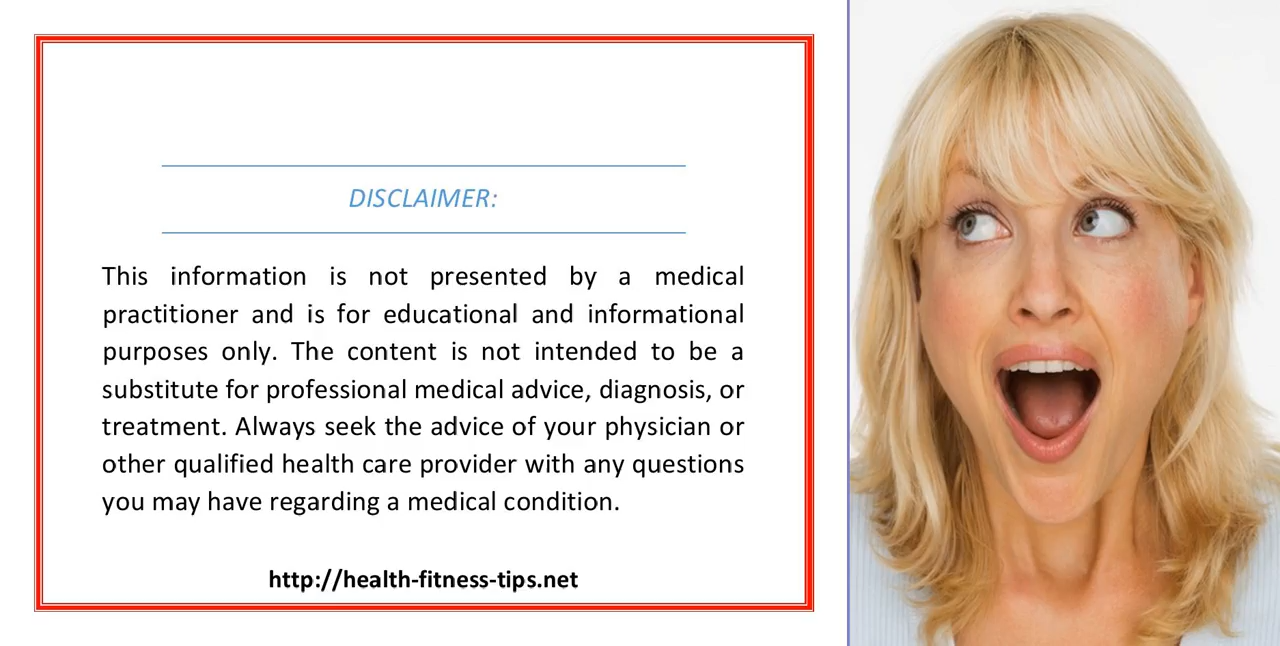 DISCLAIMER:
This information is not presented by a medical
practitioner and is for educational and informational
purposes only. The content is not intended to be a
substitute for professional medical advice, diagnosis, or
treatment. Always seek the advice of your physician or
other qualified health care provider with any questions
you may have regarding a medical condition.
http://health-fitness-tips.net